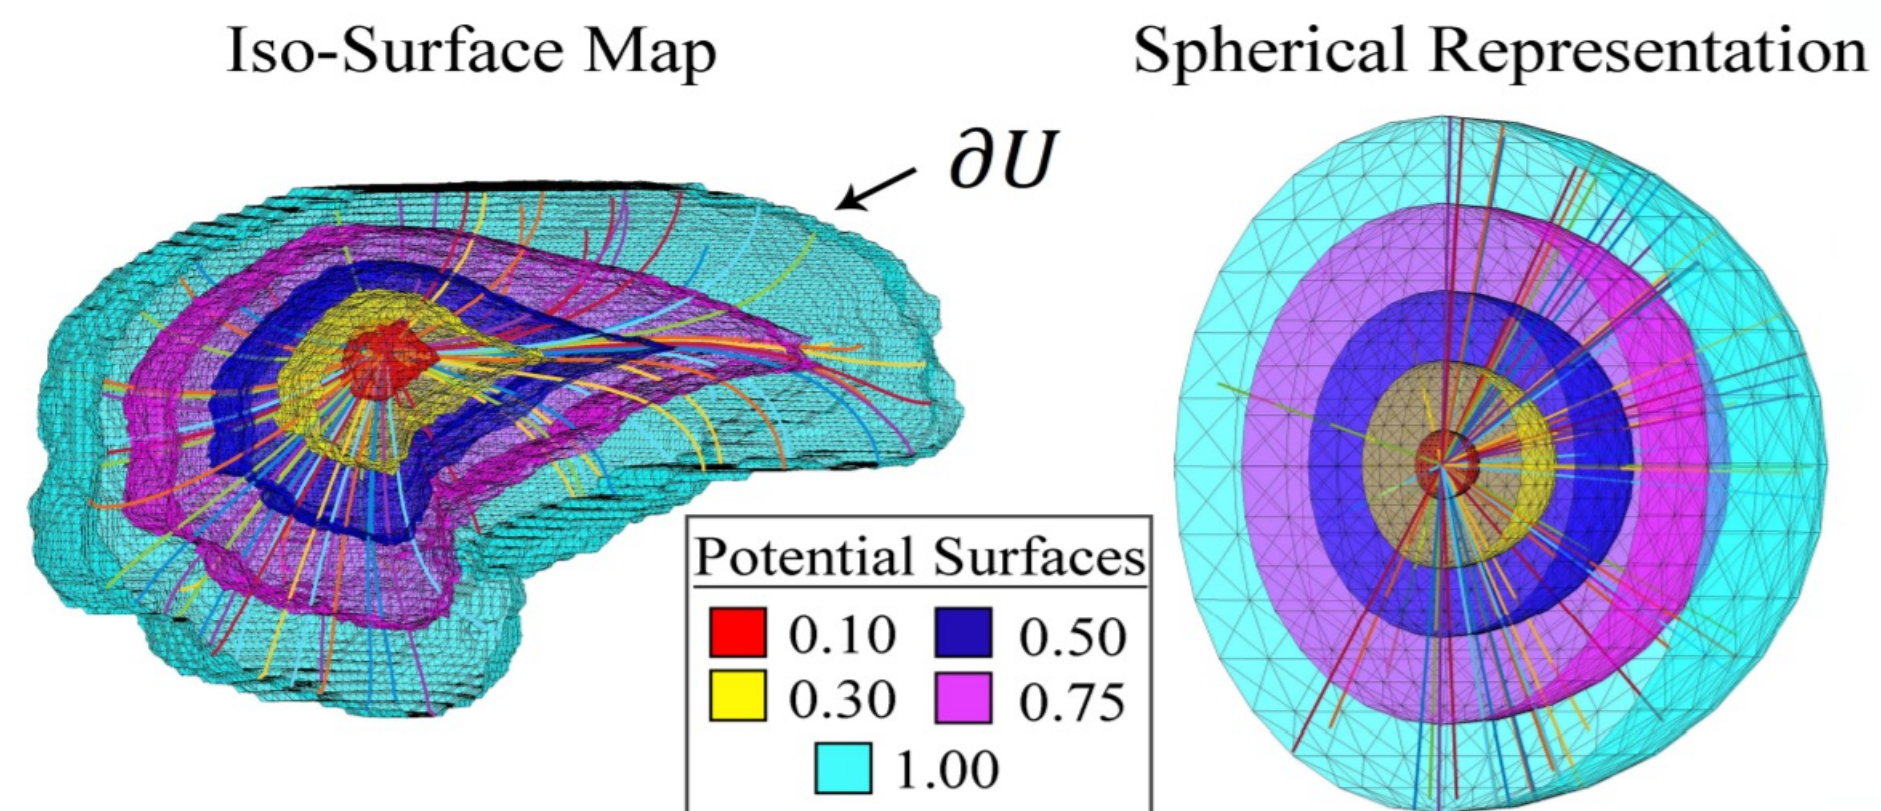 Iso-Surface Map
Spherical Representation
∂U
Potential Surfaces
0.10
0.50
0.30
0.75
1.00